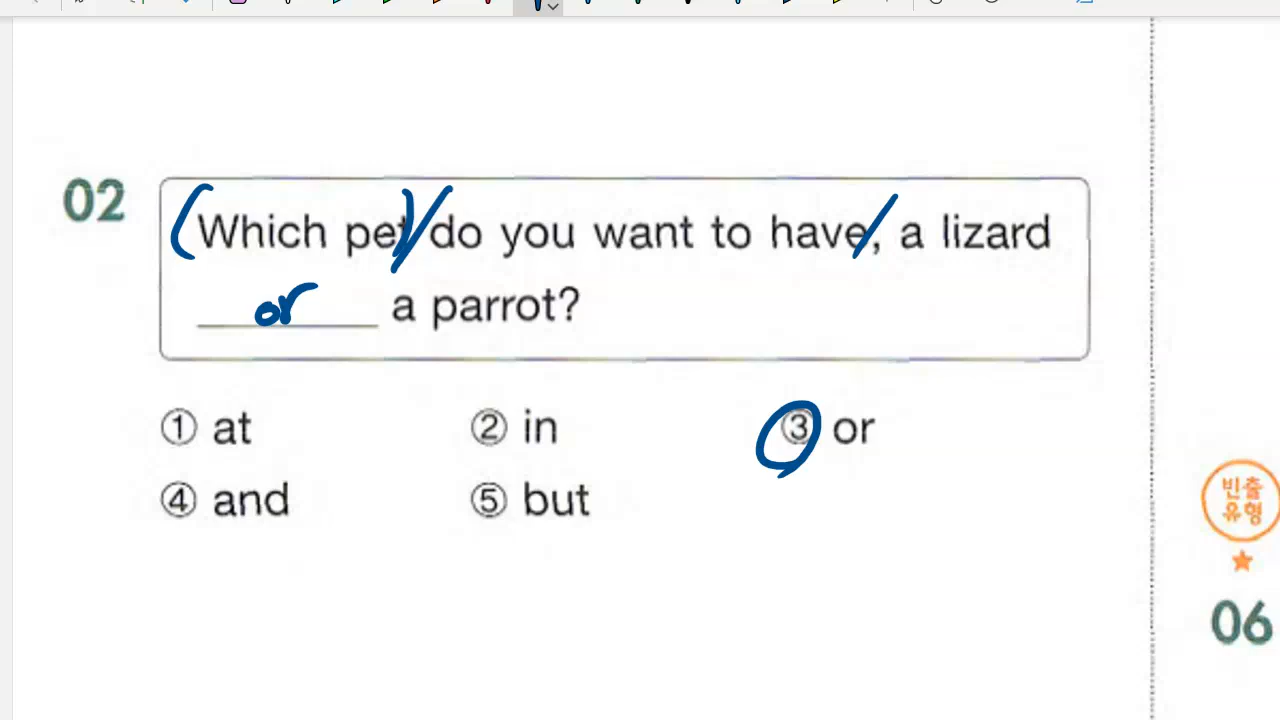 02
Which pet do you want to have, a lizard
or a parrot?
① at
② in
③ or
④ and
⑤ but
빈출
유형
06